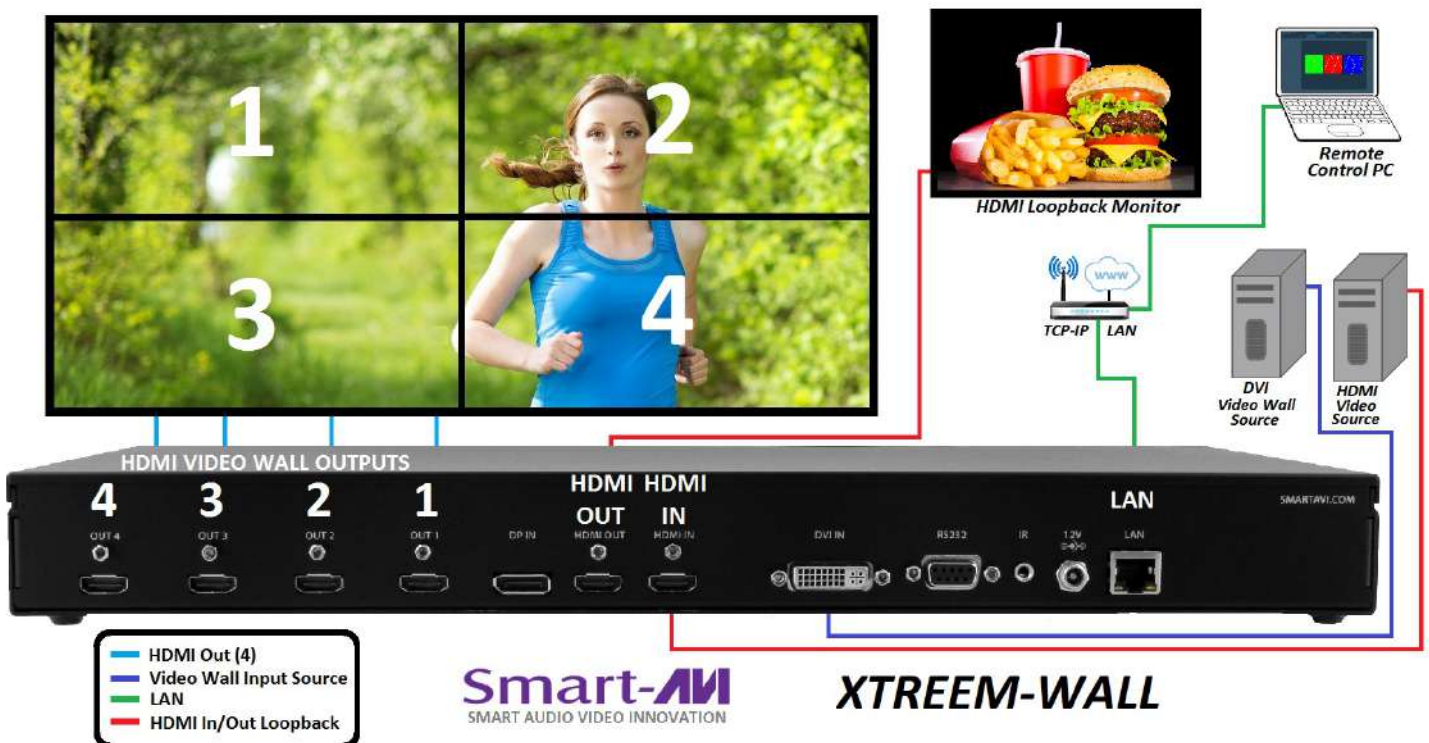 1
2
3
4
HDMI Loopback Monitor
Remote
Control PC
www
TCP-IP LAN
DVI
Video Wall
Source
HDMI
Video
Source
HDMI VIDEO WALL OUTPUTS
4
3
2
1
HDMI OUT
HDMI IN
LAN
SMARTAVI.COM
OUT 4
OUT 3
OUT 2
OUT 1
DP IN
HDMI OUT
HDMI IN
DVI IN
RS232
IR
12V
LAN
HDMI Out (4)
Video Wall Input Source
LAN
HDMI In/Out Loopback
Smart-AVI
SMART AUDIO VIDEO INNOVATION
XTREEM-WALL